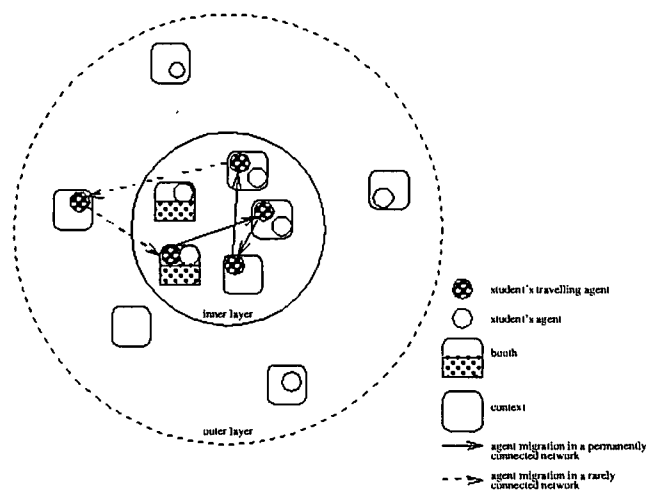 inner layer
outer layer
student's travelling agent
student's agent
booth
context
agent migration in a permanently
connected network
agent migration in a rarely
connected network